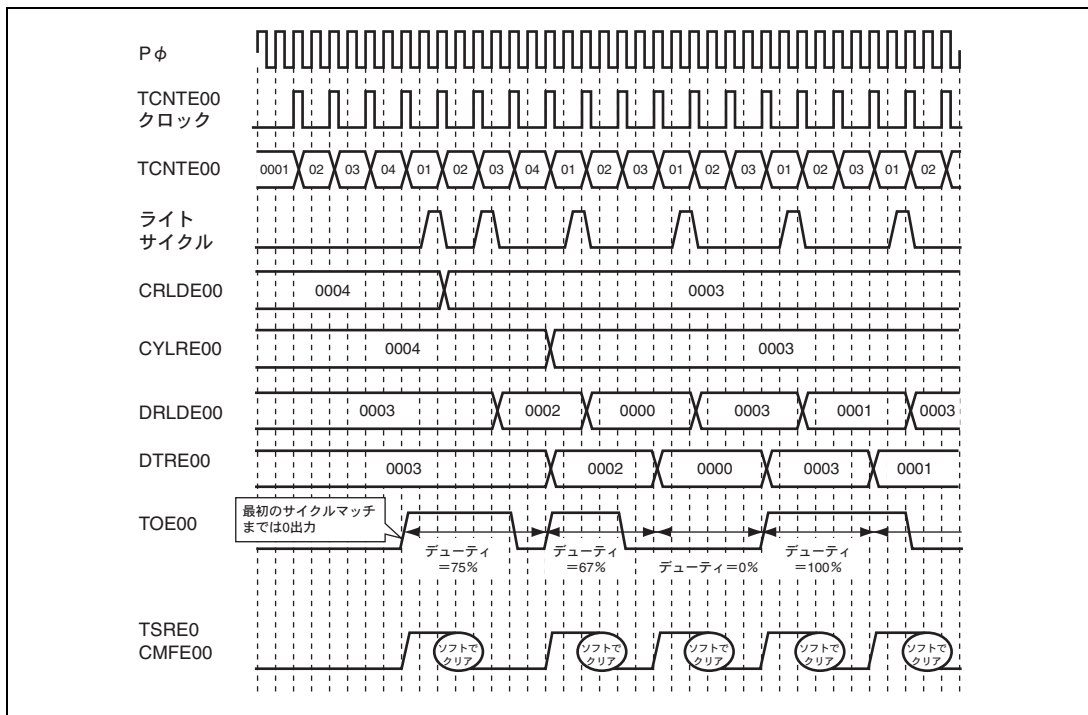 Pφ
TCNTE00
クロック
TCNTE00
0001 02 03 04 01 02 03 04 01 02 03 01 02 03 01 02 03 01 02
ライト
サイクル
CRLDE00
0004 0003
CYLRE00
0004 0003
DRLDE00
0003 0002 0000 0003 0001 0003
DTRE00
0003 0002 0000 0003 0001
最初のサイクルマッチ
までは0出力
TOE00
デューティ
=75%
デューティ
=67%
デューティ=0%
デューティ
=100%
TSRE0
CMFE00
ソフトで
クリア
ソフトで
クリア
ソフトで
クリア
ソフトで
クリア
ソフトで
クリア